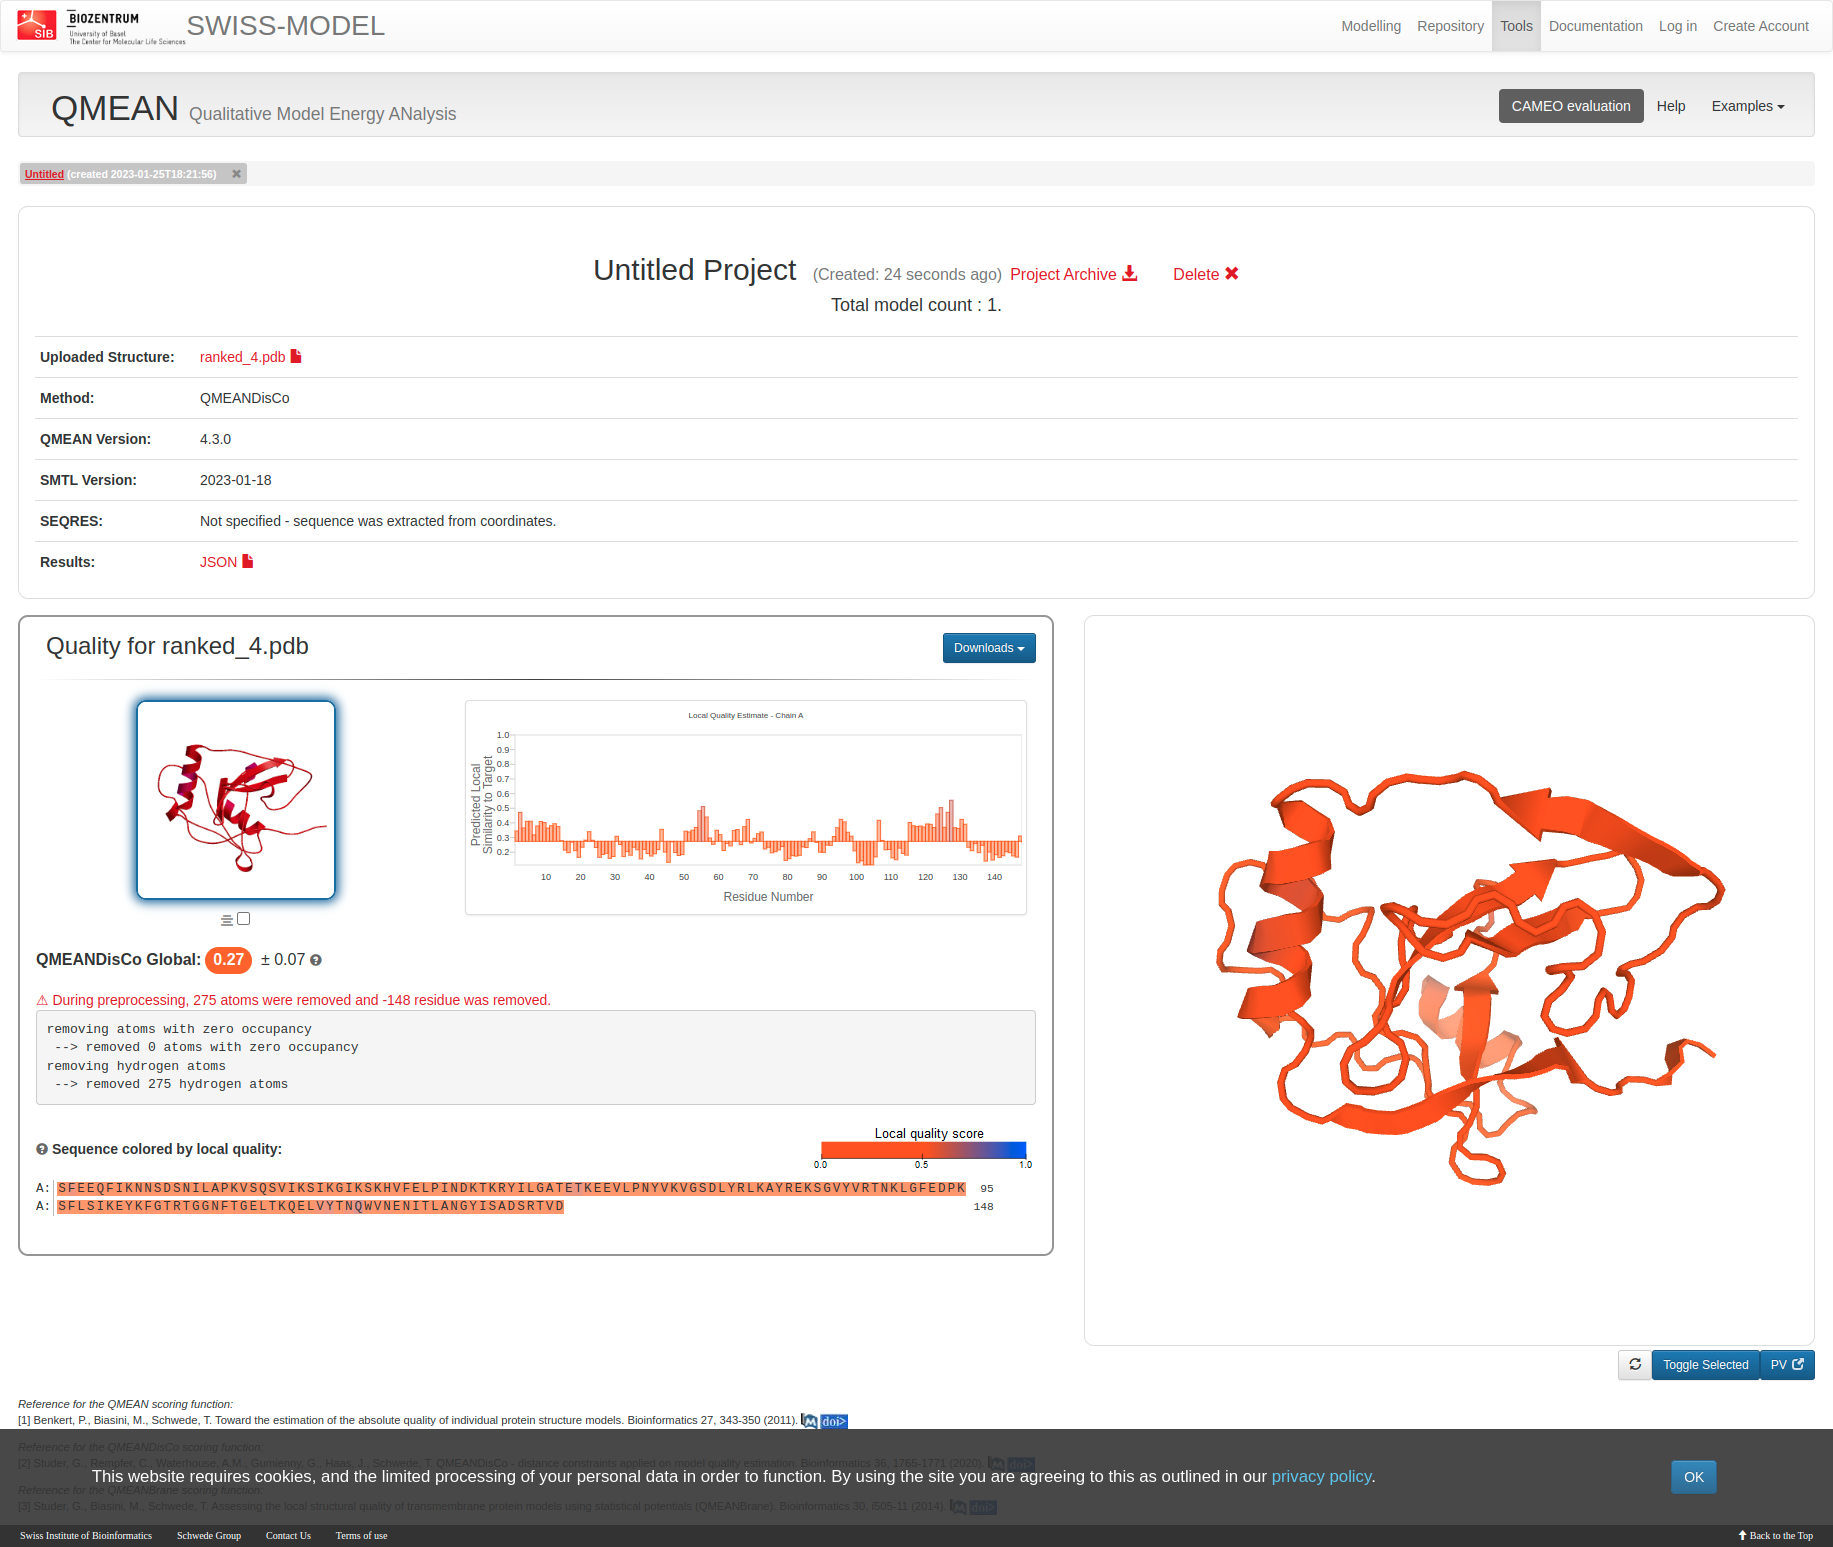 SIB
BIOZENTRUM
University of Basel
The Center for Molecular Life Sciences
SWISS-MODEL
Modelling Repository Tools Documentation Log in Create Account
QMEAN Qualitative Model Energy ANalysis
CAMEO evaluation Help Examples
Untitled (created 2023-01-25T18:21:56) ✖
Untitled Project (Created: 24 seconds ago) Project Archive Delete ✖
Total model count : 1.
Uploaded Structure: ranked_4.pdb
Method: QMEANDisCo
QMEAN Version: 4.3.0
SMTL Version: 2023-01-18
SEQRES: Not specified - sequence was extracted from coordinates.
Results: JSON
Quality for ranked_4.pdb
Downloads
Local Quality Estimate - Chain A
Predicted Local
Similarity to Target
1.0
0.9
0.8
0.7
0.6
0.5
0.4
0.3
0.2
10 20 30 40 50 60 70 80 90 100 110 120 130 140
Residue Number
QMEANDisCo Global: 0.27 ± 0.07
⚠ During preprocessing, 275 atoms were removed and -148 residue was removed.
removing atoms with zero occupancy
--> removed 0 atoms with zero occupancy
removing hydrogen atoms
--> removed 275 hydrogen atoms
Local quality score
0.0 0.5 1.0
Sequence colored by local quality:
A: SFEEQFIKNNSDSNILAPKVSQSVIKSIKGIKSKHVFELPINDKTKRYILGATETKEEVLPNYVKVGSDLYRLKAYREKSGVYVRTNKLGFEDPK 95
A: SFLSIKEYKFGTRTGGNFTGELTKQELVYTNQWVNENITLANGYISADSRTVD 148
Toggle Selected PV
Reference for the QMEAN scoring function:
[1] Benkert, P., Biasini, M., Schwede, T. Toward the estimation of the absolute quality of individual protein structure models. Bioinformatics 27, 343-350 (2011). M doi>
Reference for the QMEANDisCo scoring function:
[2] Studer, G., Rempfer, C., Waterhouse, A.M., Gumienny, G., Haas, J., Schwede, T. QMEANDisCo - distance constraints applied on model quality estimation. Bioinformatics 36, 1765-1771 (2020). M doi>
This website requires cookies, and the limited processing of your personal data in order to function. By using the site you are agreeing to this as outlined in our privacy policy.
OK
Reference for the QMEANBrane scoring function:
[3] Studer, G., Biasini, M., Schwede, T. Assessing the local structural quality of transmembrane protein models using statistical potentials (QMEANBrane). Bioinformatics 30, i505-11 (2014). M doi>
Swiss Institute of Bioinformatics Schwede Group Contact Us Terms of use
Back to the Top